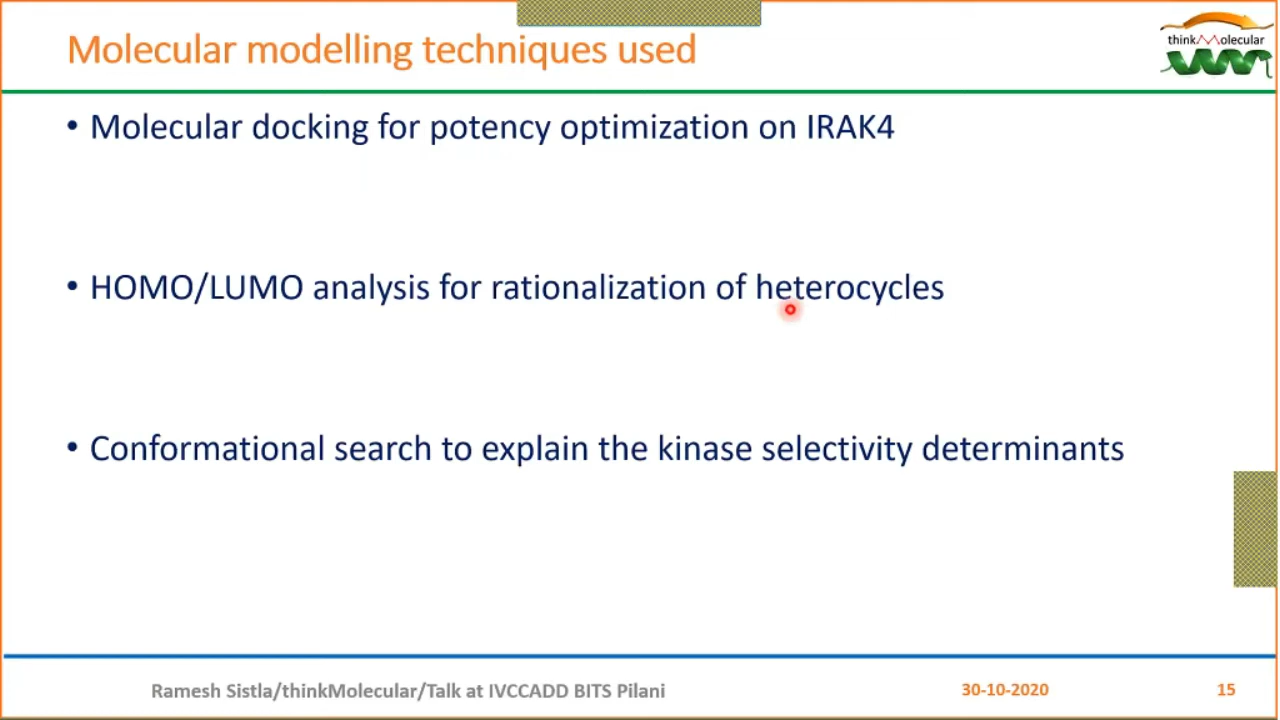 Molecular modelling techniques used
thinkMolecular
• Molecular docking for potency optimization on IRAK4
• HOMO/LUMO analysis for rationalization of heterocycles
• Conformational search to explain the kinase selectivity determinants
Ramesh Sistla/thinkMolecular/Talk at IVCCADD BITS Pilani
30-10-2020
15